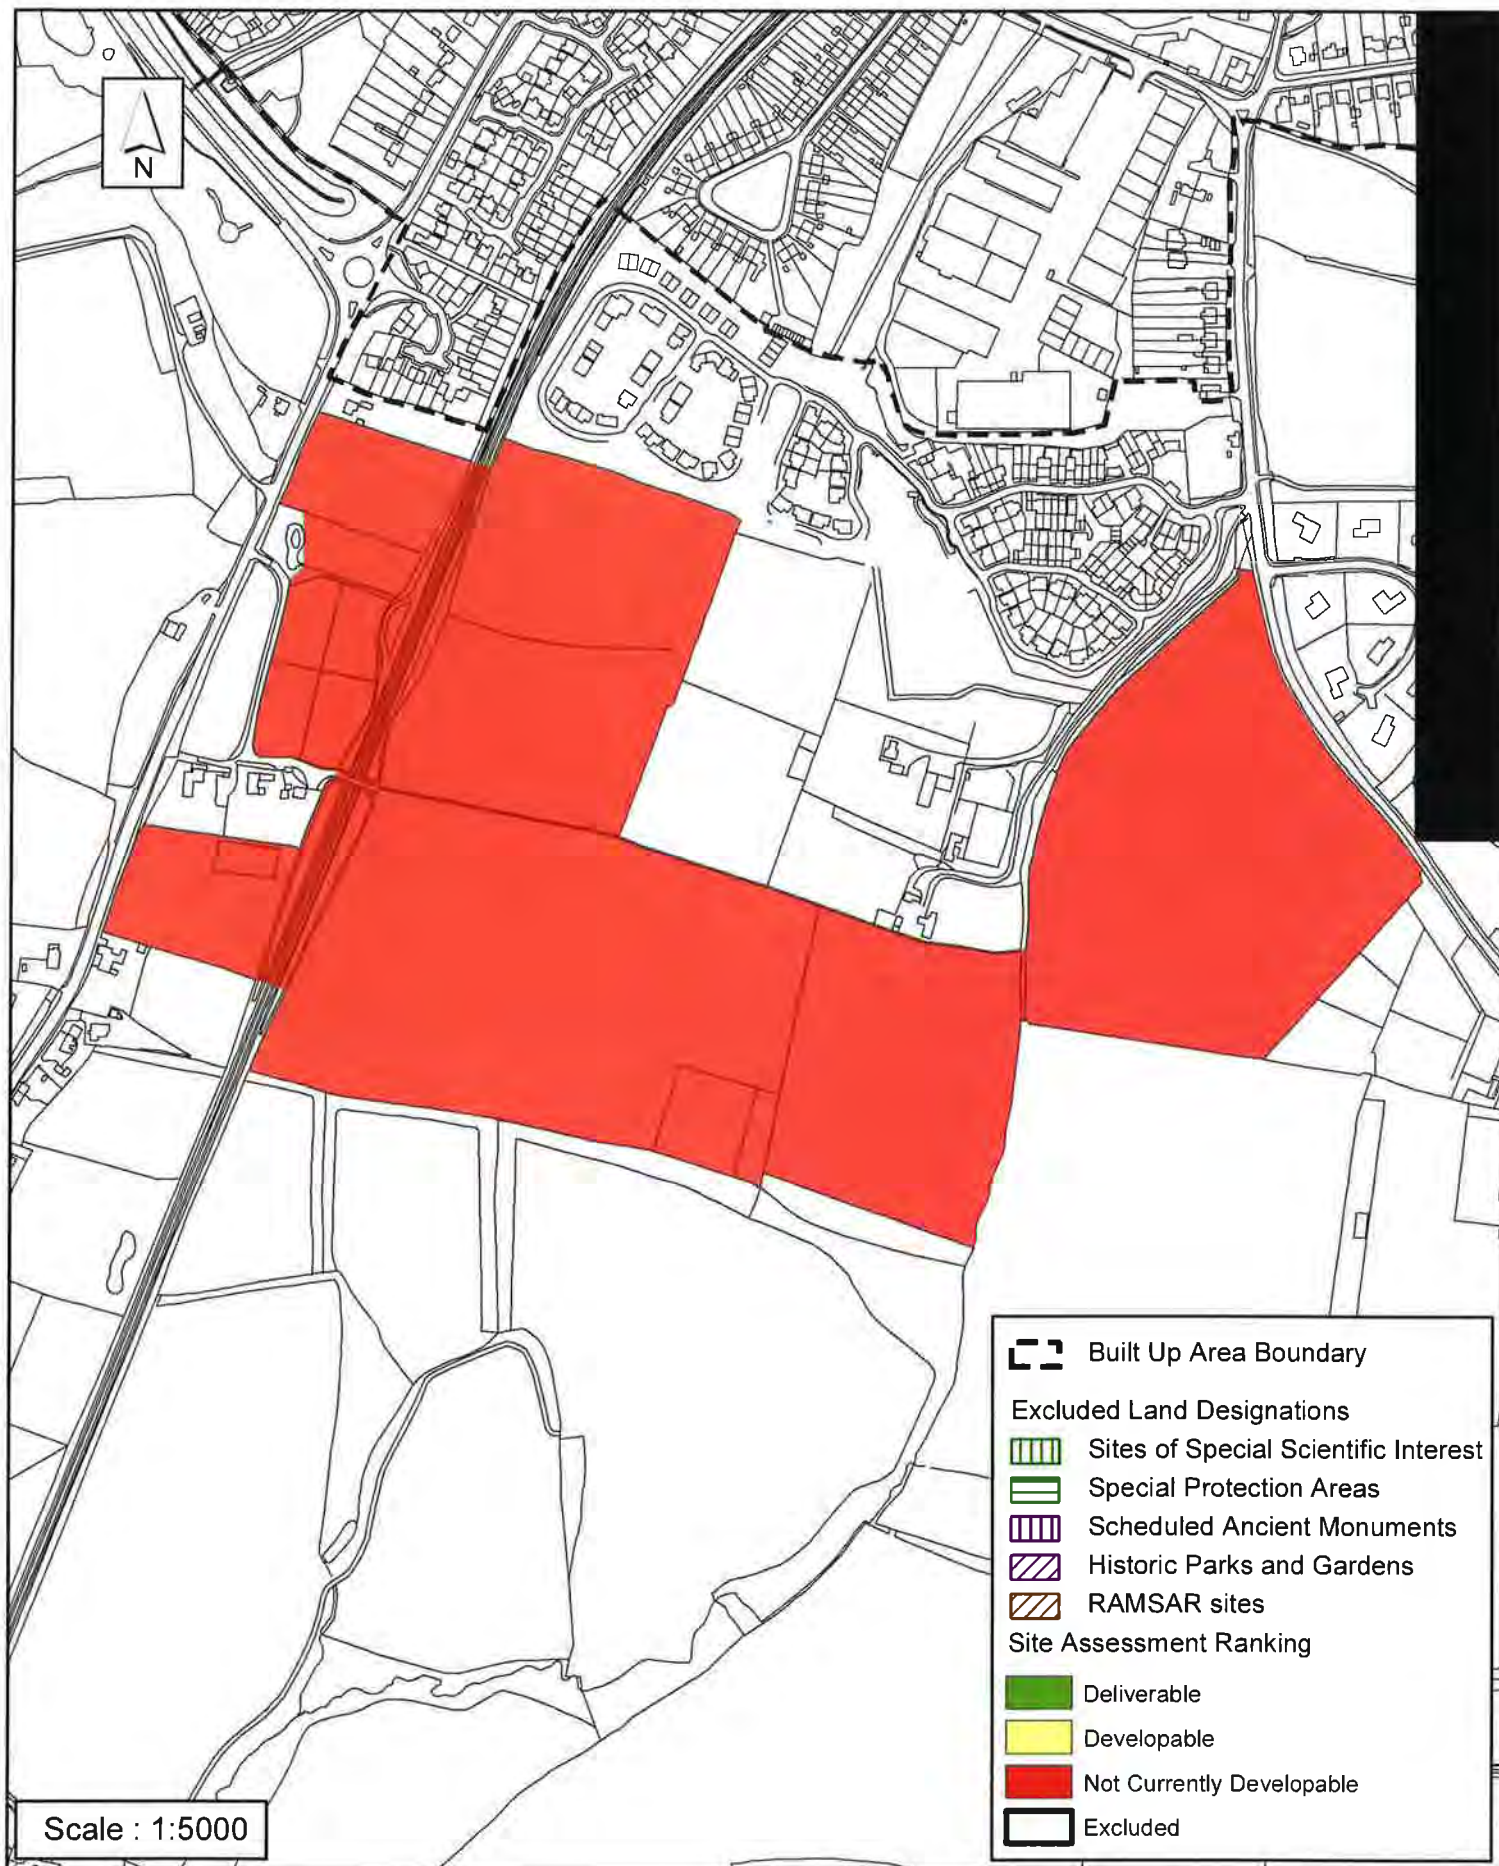 N
Built Up Area Boundary
Excluded Land Designations
Sites of Special Scientific Interest
Special Protection Areas
Scheduled Ancient Monuments
Historic Parks and Gardens
RAMSAR sites
Site Assessment Ranking
Deliverable
Developable
Not Currently Developable
Excluded
Scale : 1:5000